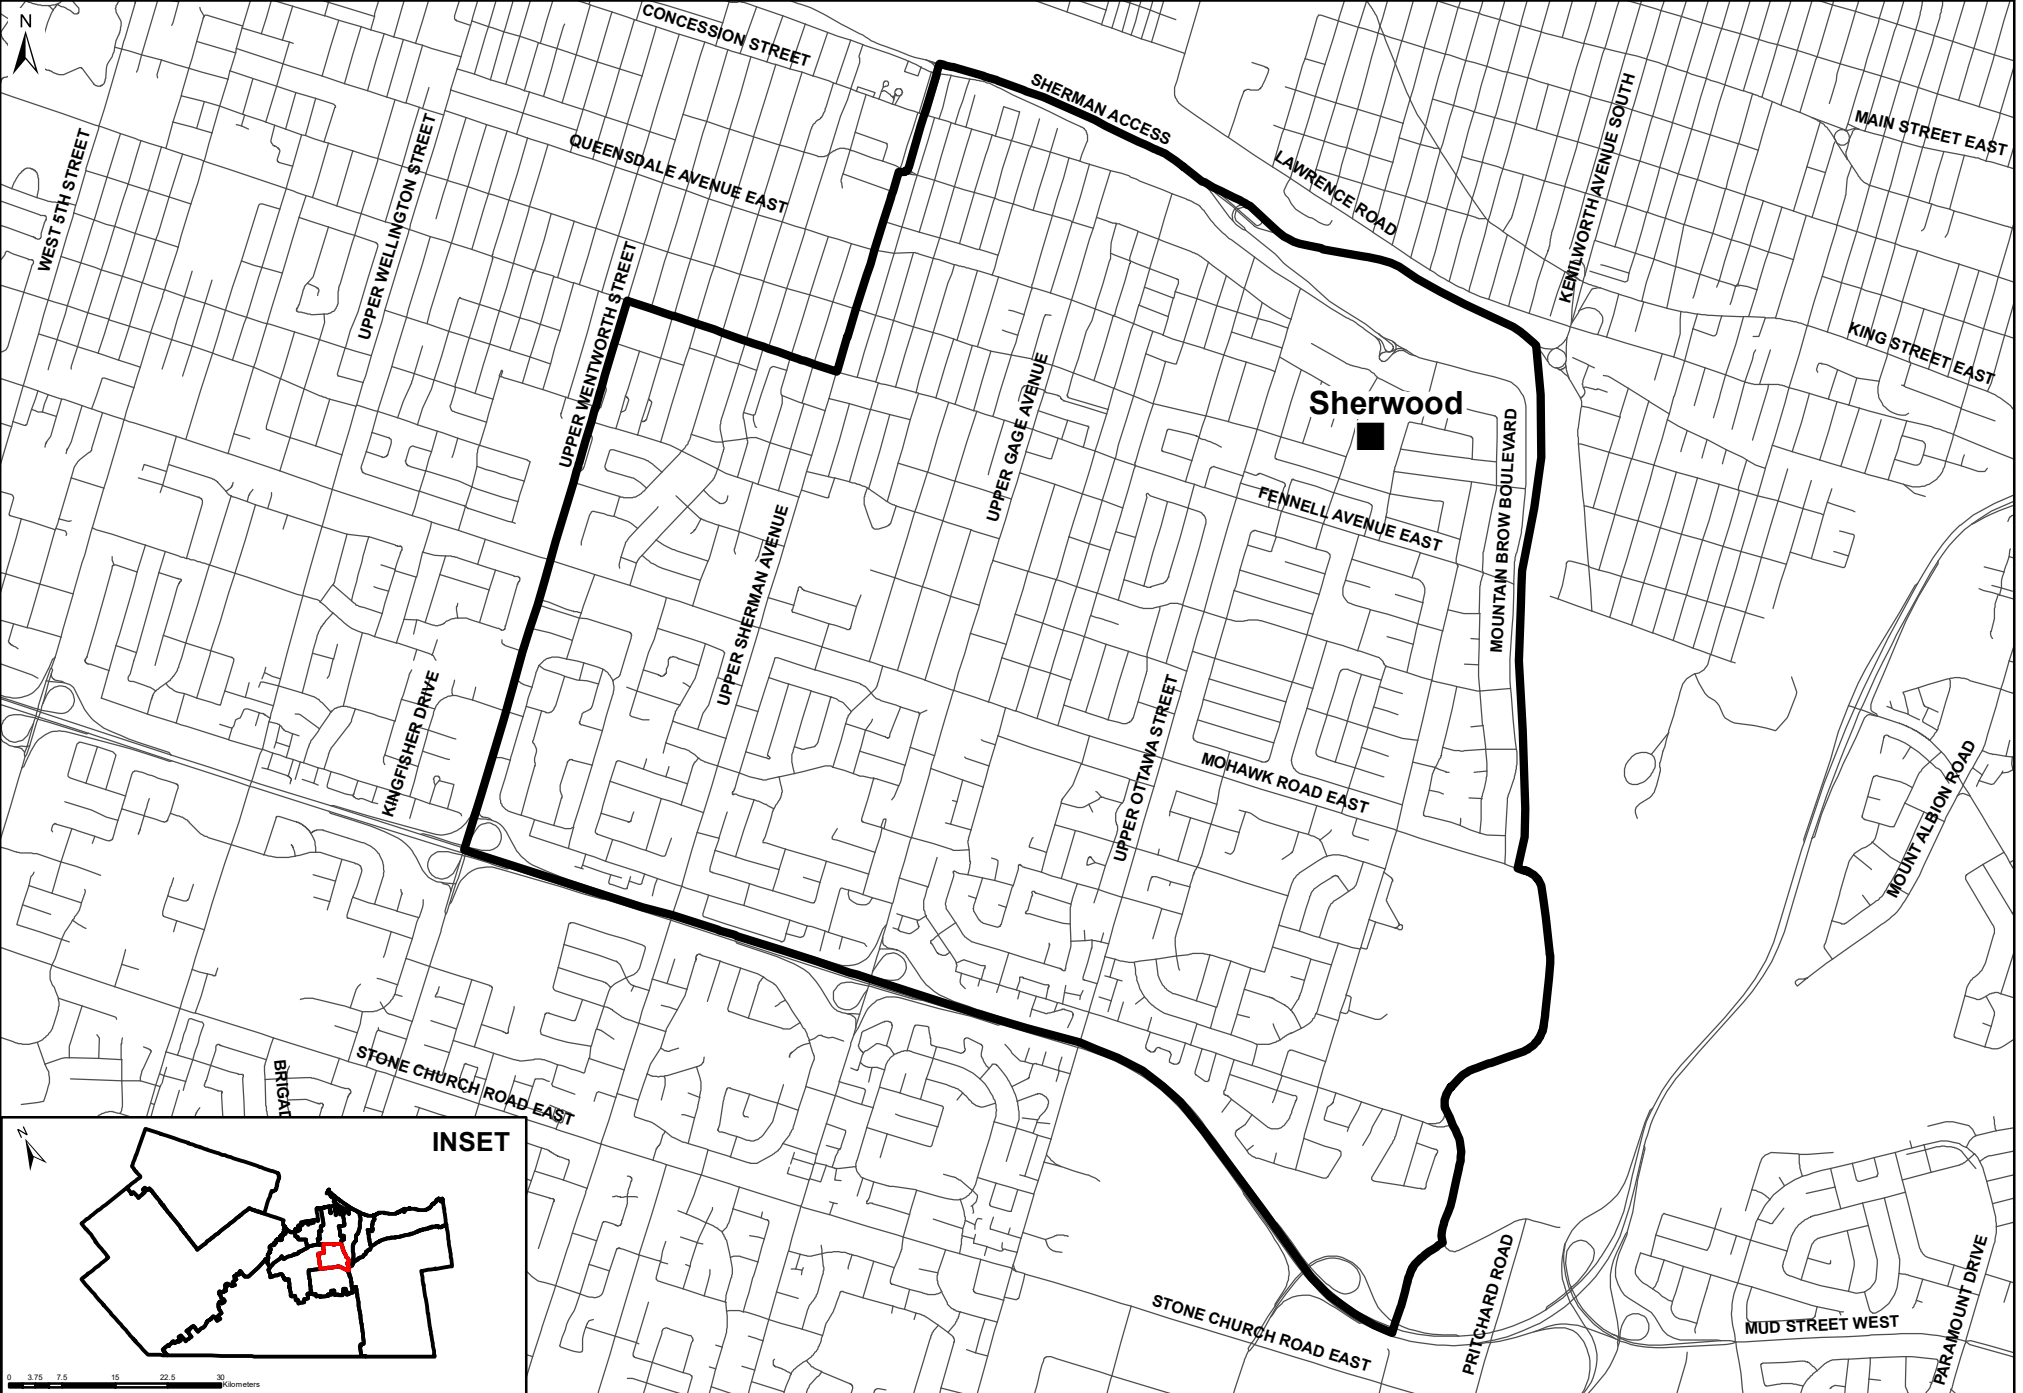 N
CONCESSION STREET
SHERMAN ACCESS
KENILWORTH AVENUE SOUTH
MAIN STREET EAST
WEST 5TH STREET
UPPER WELLINGTON STREET
QUEENSDALE AVENUE EAST
LAWRENCE ROAD
UPPER WENTWORTH STREET
KING STREET EAST
UPPER GAGE AVENUE
Sherwood
MOUNTAIN BROW BOULEVARD
FENNELL AVENUE EAST
UPPER SHERMAN AVENUE
KINGFISHER DRIVE
UPPER OTTAWA STREET
MOHAWK ROAD EAST
MOUNT ALBION ROAD
STONE CHURCH ROAD EAST
BRIGAD
INSET
N
STONE CHURCH ROAD EAST
PRITCHARD ROAD
MUD STREET WEST
PARAMOUNT DRIVE
0 3.75 7.5 15 22.5 30
Kilometers